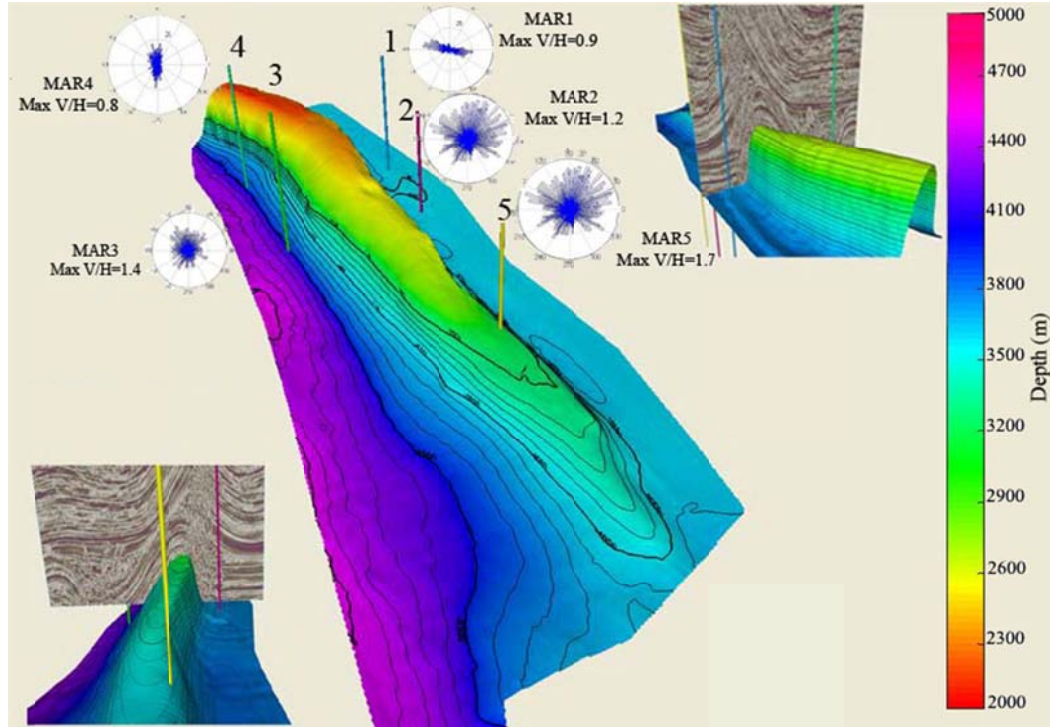 MAR4
Max V/H=0.8
4
3
1
MAR1
Max V/H=0.9
2
MAR2
Max V/H=1.2
5
MAR5
Max V/H=1.7
MAR3
Max V/H=1.4
5000
4700
4400
4100
3800
3500
3200
2900
2600
2300
2000
Depth (m)